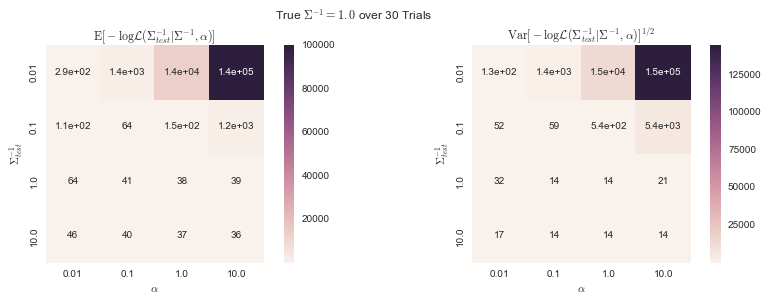 True Σ⁻¹ = 1.0 over 30 Trials
E[−logℒ(Σ⁻¹_test|Σ⁻¹, α)]
Var[−logℒ(Σ⁻¹_test|Σ⁻¹, α)]^1/2
Σ⁻¹_test
0.01 2.9e+02 1.4e+03 1.4e+04 1.4e+05
0.1 1.1e+02 64 1.5e+02 1.2e+03
1.0 64 41 38 39
10.0 46 40 37 36
0.01 0.1 1.0 10.0
α
100000
80000
60000
40000
20000
Σ⁻¹_test
0.01 1.3e+02 1.4e+03 1.5e+04 1.5e+05
0.1 52 59 5.4e+02 5.4e+03
1.0 32 14 14 21
10.0 17 14 14 14
0.01 0.1 1.0 10.0
α
125000
100000
75000
50000
25000